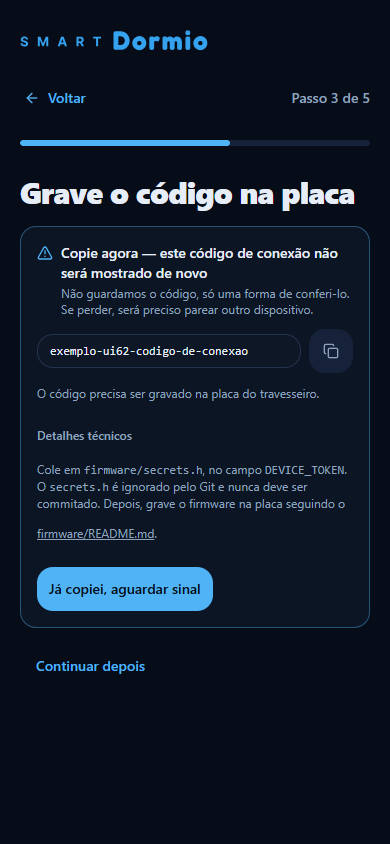 SMART Dormio
Voltar
Passo 3 de 5
Grave o código na placa
Copie agora — este código de conexão não
será mostrado de novo
Não guardamos o código, só uma forma de conferi-lo.
Se perder, será preciso parear outro dispositivo.
exemplo-ui62-codigo-de-conexao
O código precisa ser gravado na placa do travesseiro.
Detalhes técnicos
Cole em firmware/secrets.h, no campo DEVICE_TOKEN.
O secrets.h é ignorado pelo Git e nunca deve ser
commitado. Depois, grave o firmware na placa seguindo o
firmware/README.md.
Já copiei, aguardar sinal
Continuar depois